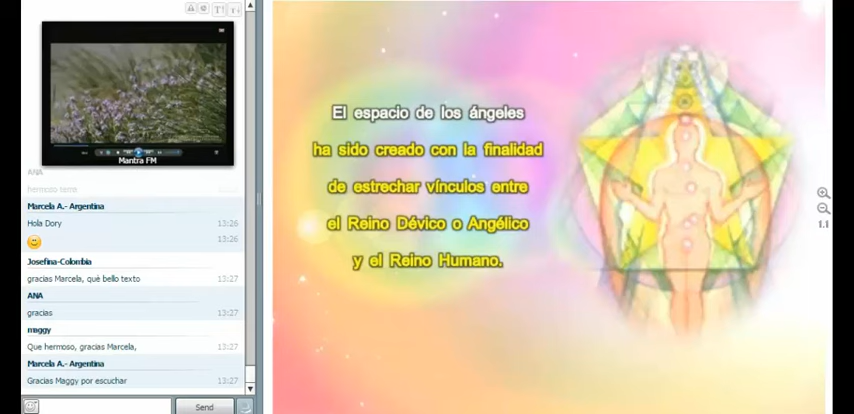 Mantra FM
ANA
hermoso tema
Marcela A.- Argentina
Hola Dory 13:26
13:26
Josefina-Colombia
gracias Marcela, què bello texto 13:27
ANA
gracias 13:27
maggy
Que hermoso, gracias Marcela, 13:27
Marcela A.- Argentina
Gracias Maggy por escuchar 13:27
Send
El espacio de los ángeles
ha sido creado con la finalidad
de estrechar vínculos entre
el Reino Dévico o Angélico
y el Reino Humano.
1.1